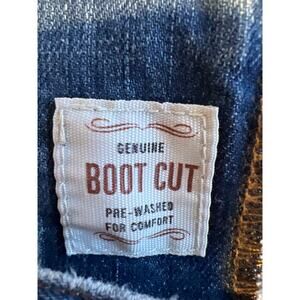 GENUINE
BOOT CUT
PRE-WASHED
FOR COMFORT